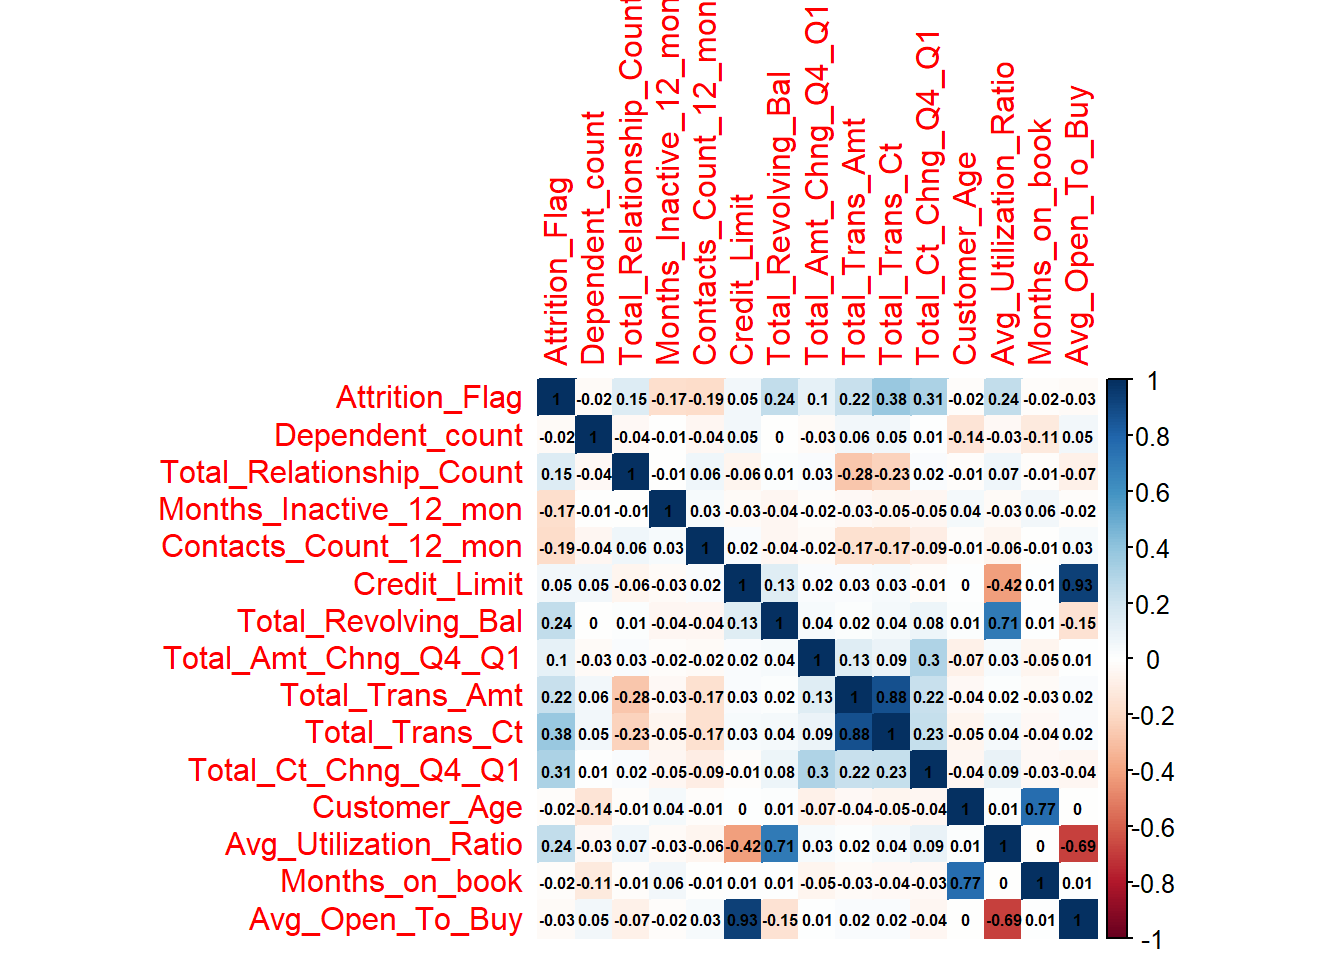 Attrition_Flag
Dependent_count
Total_Relationship_Count
Months_Inactive_12_mon
Contacts_Count_12_mon
Credit_Limit
Total_Revolving_Bal
Total_Amt_Chng_Q4_Q1
Total_Trans_Amt
Total_Trans_Ct
Total_Ct_Chng_Q4_Q1
Customer_Age
Avg_Utilization_Ratio
Months_on_book
Avg_Open_To_Buy
Attrition_Flag 1 -0.02 0.15 -0.17 -0.19 0.05 0.24 0.1 0.22 0.38 0.31 -0.02 0.24 -0.02 -0.03
Dependent_count -0.02 1 -0.04 -0.01 -0.04 0.05 0 -0.03 0.06 0.05 0.01 -0.14 -0.03 -0.11 0.05
Total_Relationship_Count 0.15 -0.04 1 -0.01 0.06 -0.06 0.01 0.03 -0.28 -0.23 0.02 -0.01 0.07 -0.01 -0.07
Months_Inactive_12_mon -0.17 -0.01 -0.01 1 0.03 -0.03 -0.04 -0.02 -0.03 -0.05 -0.05 0.04 -0.03 0.06 -0.02
Contacts_Count_12_mon -0.19 -0.04 0.06 0.03 1 0.02 -0.04 -0.02 -0.17 -0.17 -0.09 -0.01 -0.06 -0.01 0.03
Credit_Limit 0.05 0.05 -0.06 -0.03 0.02 1 0.13 0.02 0.03 0.03 -0.01 0 -0.42 0.01 0.93
Total_Revolving_Bal 0.24 0 0.01 -0.04 -0.04 0.13 1 0.04 0.02 0.04 0.08 0.01 0.71 0.01 -0.15
Total_Amt_Chng_Q4_Q1 0.1 -0.03 0.03 -0.02 -0.02 0.02 0.04 1 0.13 0.09 0.3 -0.07 0.03 -0.05 0.01
Total_Trans_Amt 0.22 0.06 -0.28 -0.03 -0.17 0.03 0.02 0.13 1 0.88 0.22 -0.04 0.02 -0.03 0.02
Total_Trans_Ct 0.38 0.05 -0.23 -0.05 -0.17 0.03 0.04 0.09 0.88 1 0.23 -0.05 0.04 -0.04 0.02
Total_Ct_Chng_Q4_Q1 0.31 0.01 0.02 -0.05 -0.09 -0.01 0.08 0.3 0.22 0.23 1 -0.04 0.09 -0.03 -0.04
Customer_Age -0.02 -0.14 -0.01 0.04 -0.01 0 0.01 -0.07 -0.04 -0.05 -0.04 1 0.01 0.77 0
Avg_Utilization_Ratio 0.24 -0.03 0.07 -0.03 -0.06 -0.42 0.71 0.03 0.02 0.04 0.09 0.01 1 0 -0.69
Months_on_book -0.02 -0.11 -0.01 0.06 -0.01 0.01 0.01 -0.05 -0.03 -0.04 -0.03 0.77 0 1 0.01
Avg_Open_To_Buy -0.03 0.05 -0.07 -0.02 0.03 0.93 -0.15 0.01 0.02 0.02 -0.04 0 -0.69 0.01 1
1
0.8
0.6
0.4
0.2
0
-0.2
-0.4
-0.6
-0.8
-1